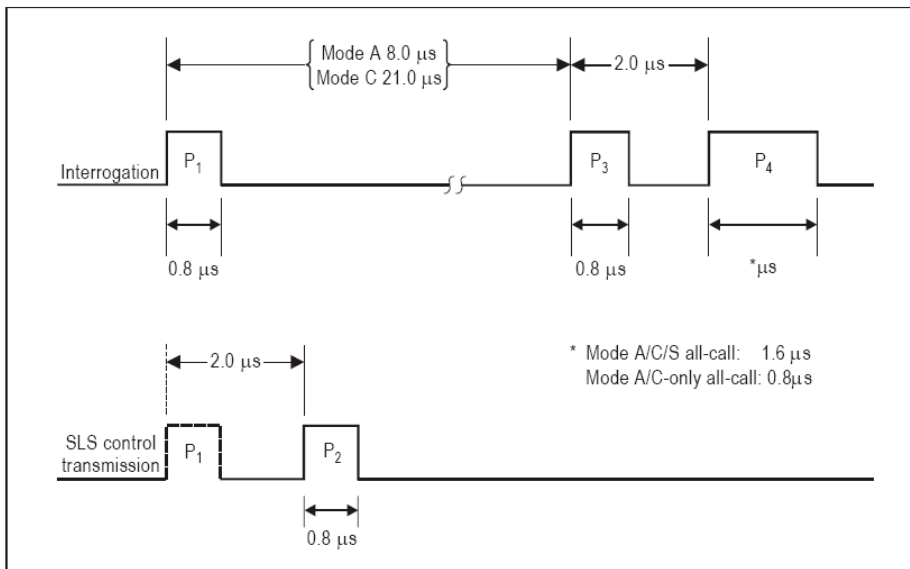 Mode A 8.0 μs
Mode C 21.0 μs
2.0 μs
Interrogation
P1
P3
P4
0.8 μs
0.8 μs
*μs
2.0 μs
* Mode A/C/S all-call: 1.6 μs
Mode A/C-only all-call: 0.8μs
SLS control
transmission
P1
P2
0.8 μs